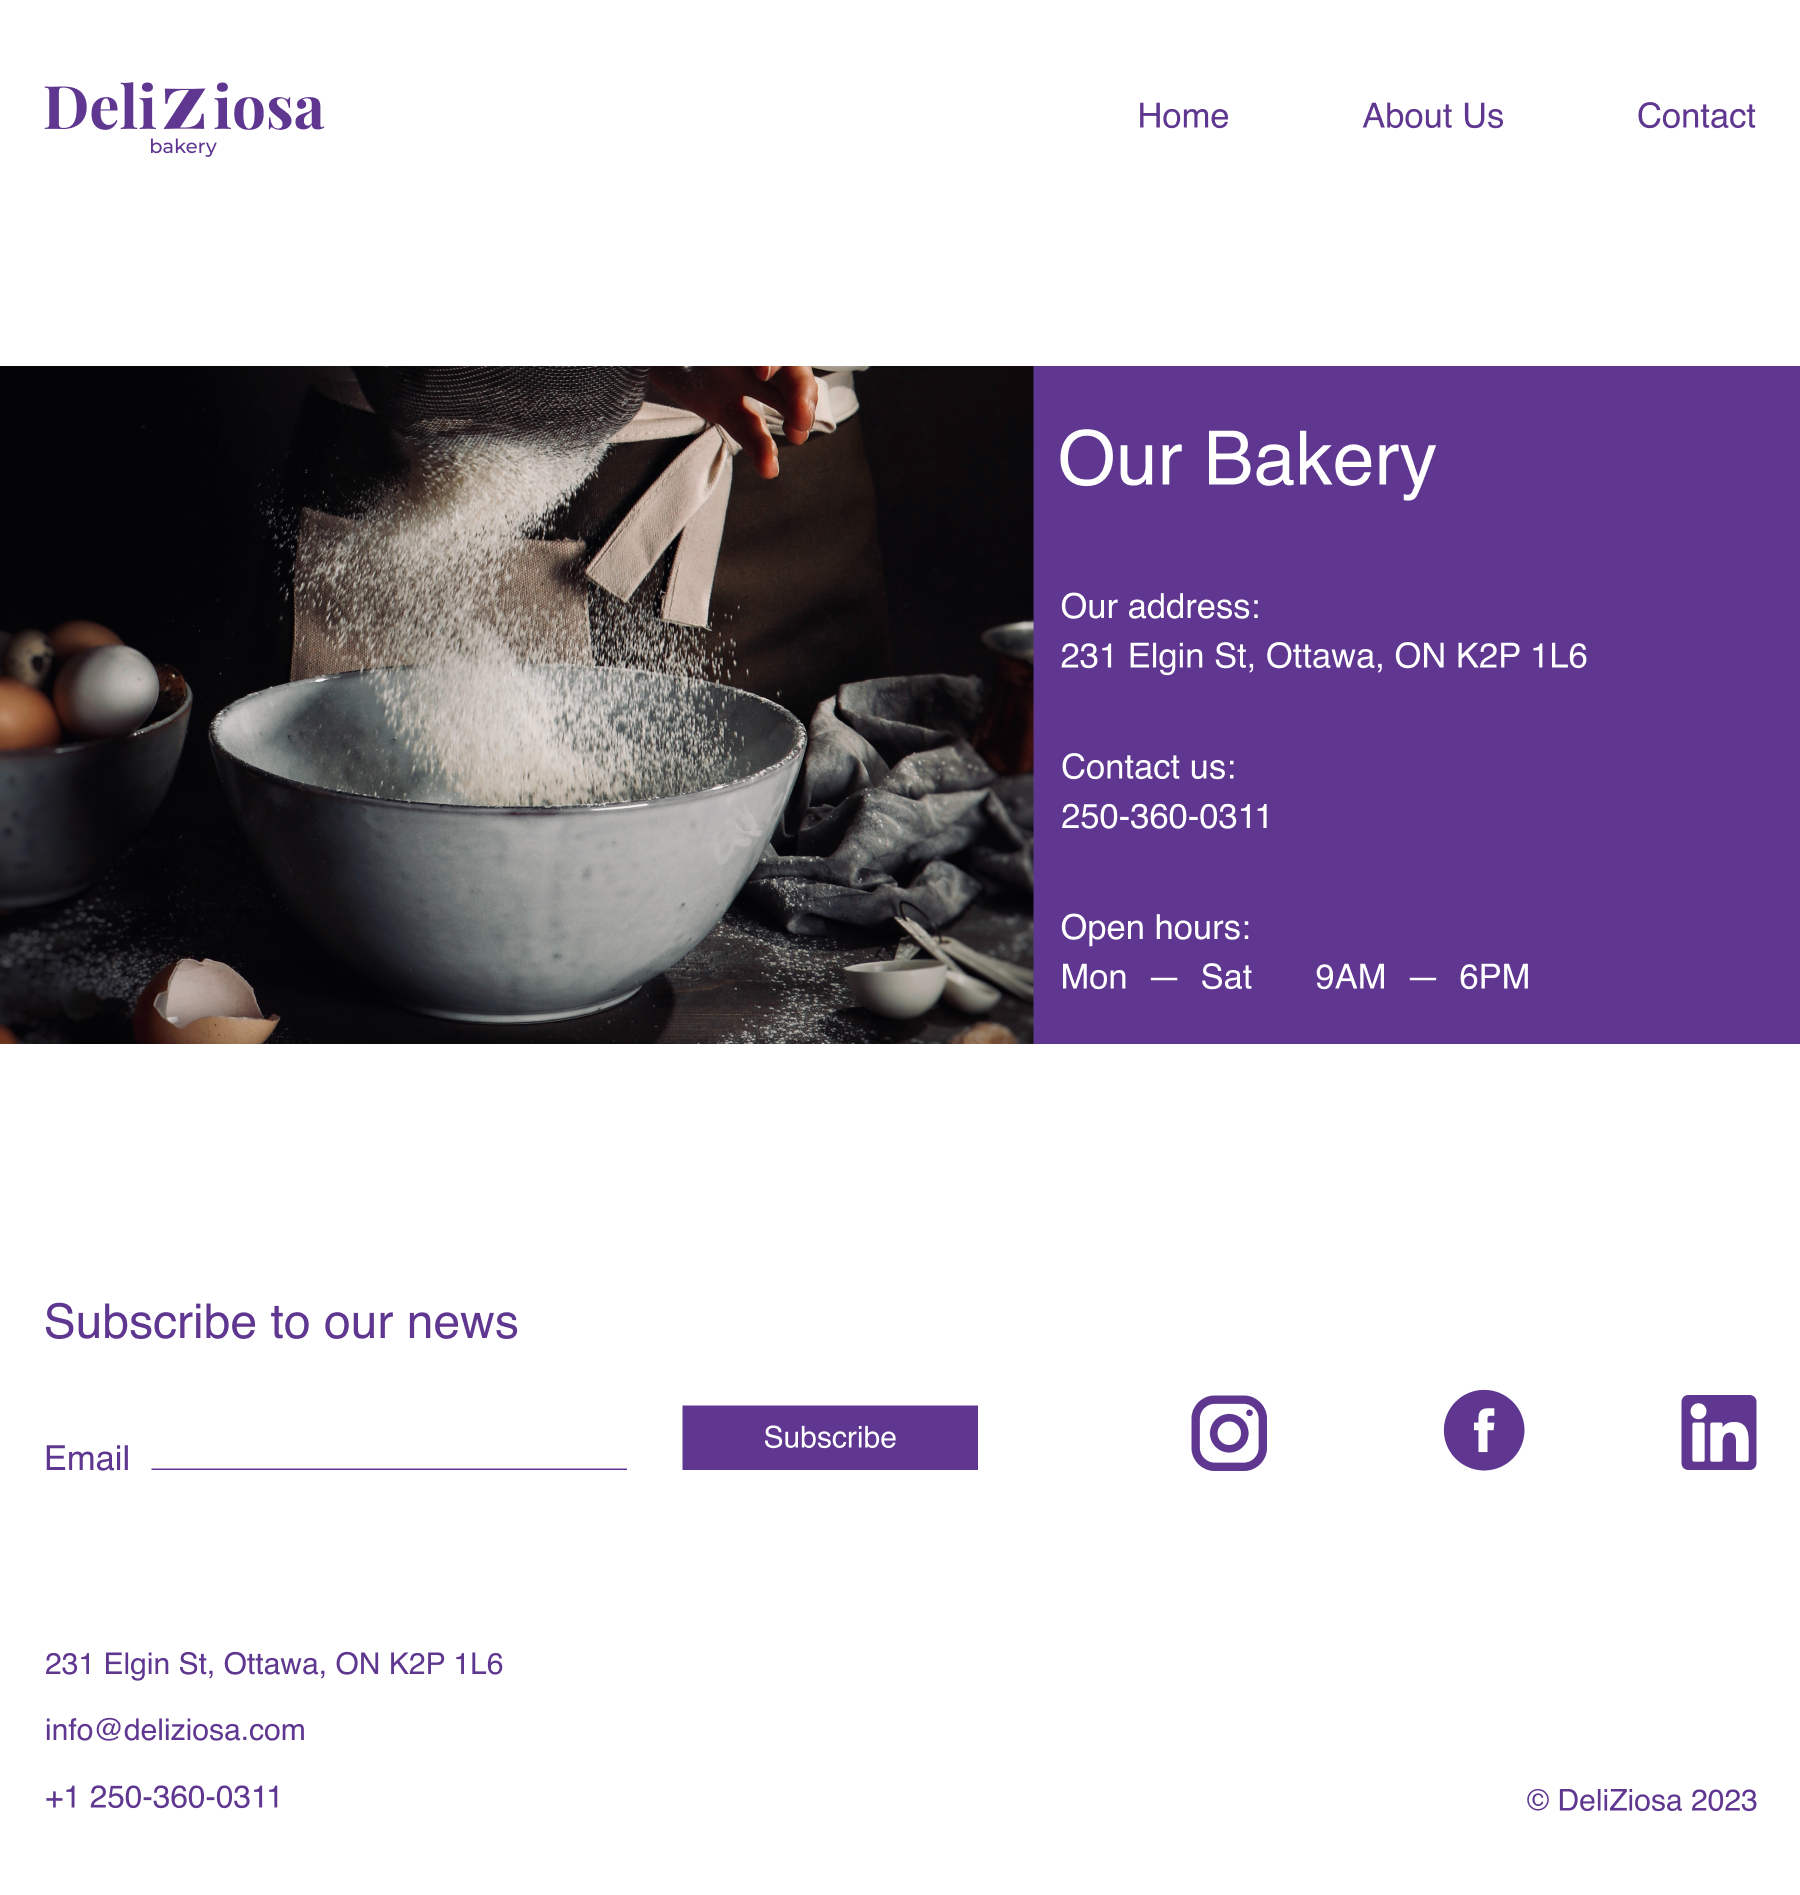 DeliZiosa
bakery
Home About Us Contact
Our Bakery
Our address:
231 Elgin St, Ottawa, ON K2P 1L6
Contact us:
250-360-0311
Open hours:
Mon — Sat 9AM — 6PM
Subscribe to our news
Email
Subscribe
f
in
231 Elgin St, Ottawa, ON K2P 1L6
info@deliziosa.com
+1 250-360-0311
© DeliZiosa 2023